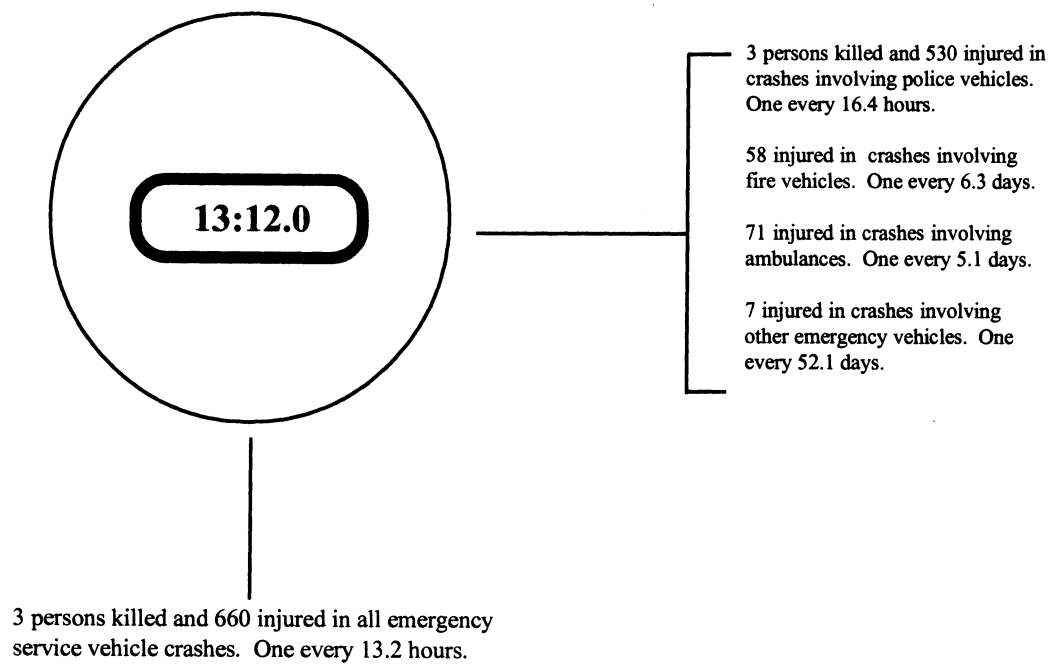 13:12.0
3 persons killed and 530 injured in
crashes involving police vehicles.
One every 16.4 hours.
58 injured in crashes involving
fire vehicles. One every 6.3 days.
71 injured in crashes involving
ambulances. One every 5.1 days.
7 injured in crashes involving
other emergency vehicles. One
every 52.1 days.
3 persons killed and 660 injured in all emergency
service vehicle crashes. One every 13.2 hours.